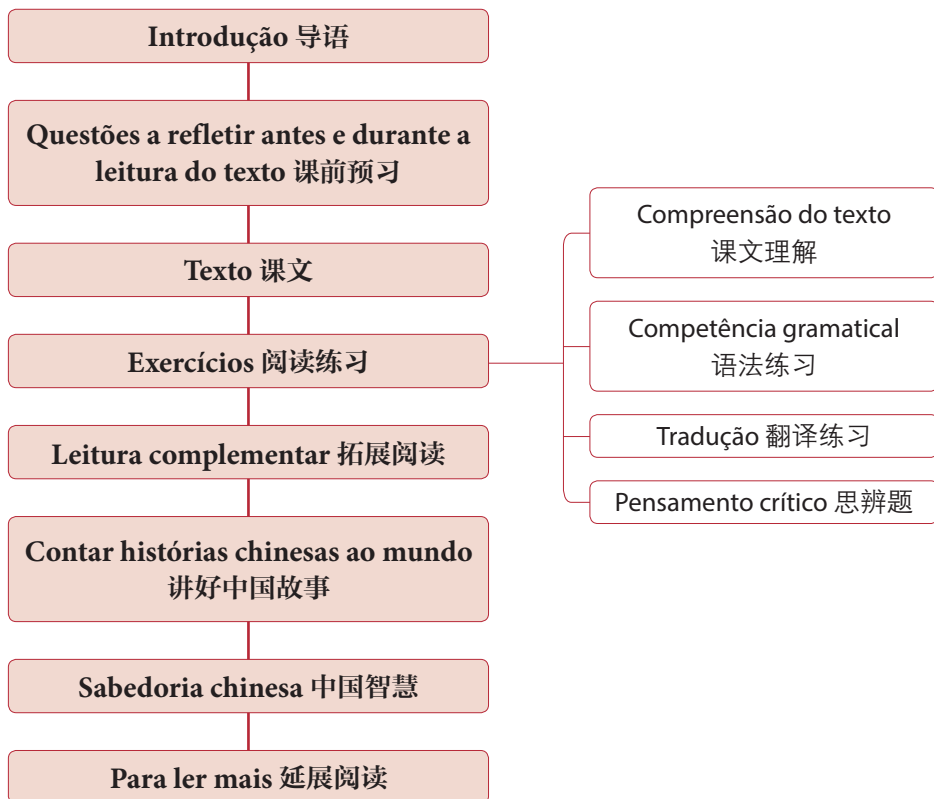 Introdução 导语
Questões a refletir antes e durante a
leitura do texto 课前预习
Texto 课文
Exercícios 阅读练习
Compreensão do texto
课文理解
Competência gramatical
语法练习
Tradução 翻译练习
Pensamento crítico 思辨题
Leitura complementar 拓展阅读
Contar histórias chinesas ao mundo
讲好中国故事
Sabedoria chinesa 中国智慧
Para ler mais 延展阅读